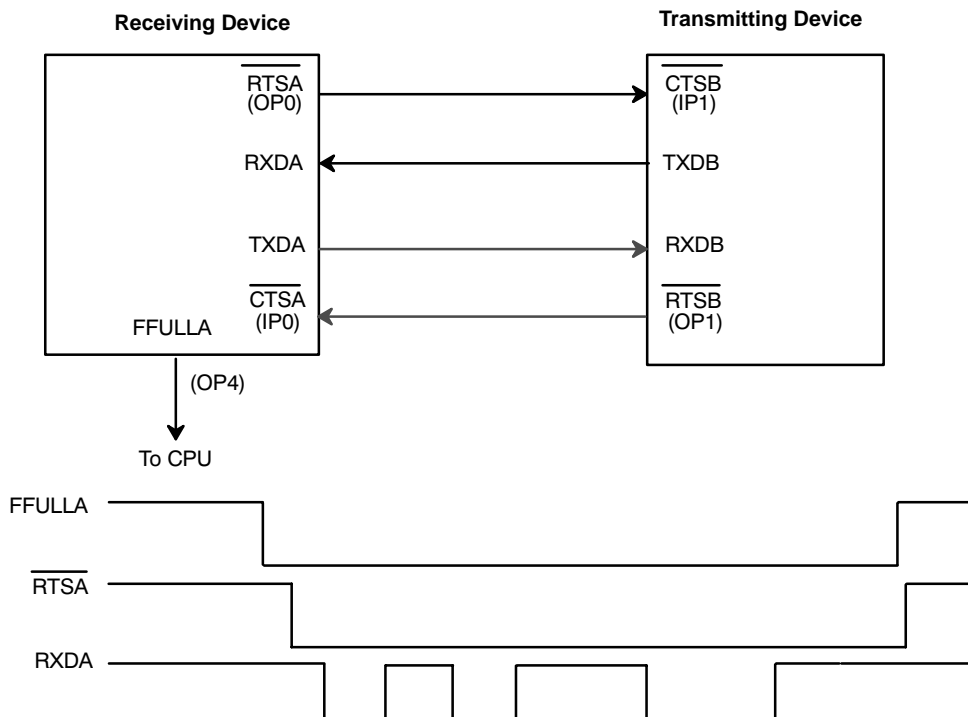 Receiving Device
Transmitting Device
RTSA
(OP0)
CTSB
(IP1)
RXDA
TXDB
TXDA
RXDB
CTSA
(IP0)
RTSB
(OP1)
FFULLA
(OP4)
To CPU
FFULLA
RTSA
RXDA